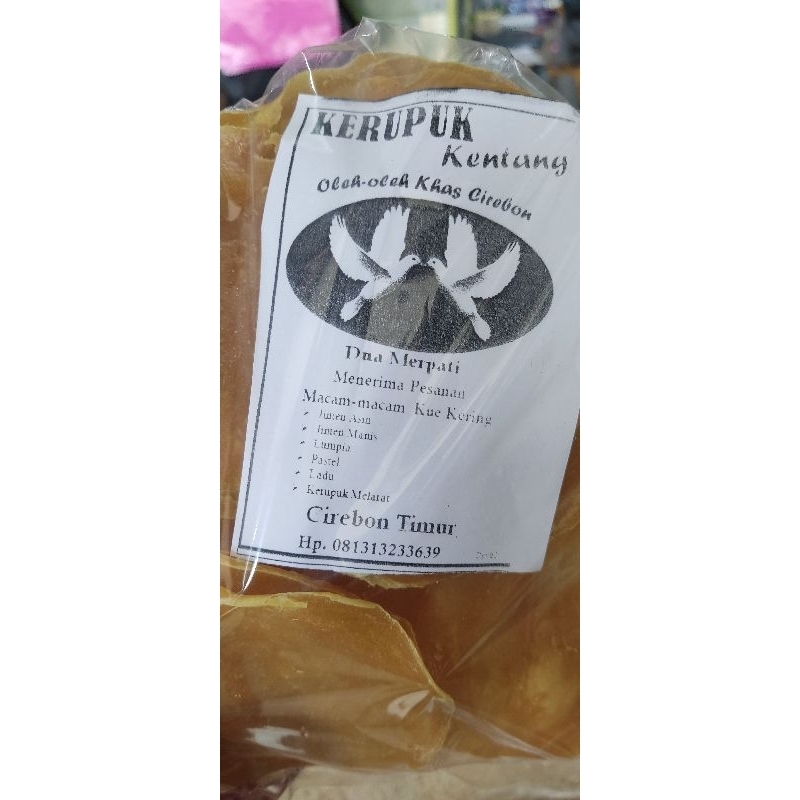 KERUPUK
Kentang
Oleh-oleh Khas Cirebon
Dua Merpati
Menerima Pesanan
Macam-macam Kue Kering
Jinten Asin
Jinten Manis
Lumpia
Pastel
Ladu
Kerupuk Melarat
Cirebon Timur
Hp. 081313233639